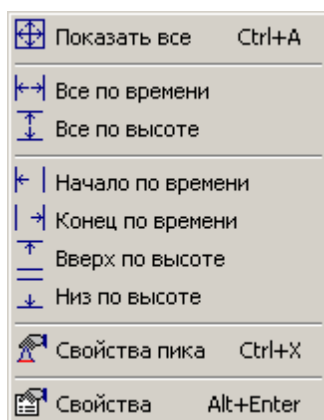 Показать все Ctrl+A
Все по времени
Все по высоте
Начало по времени
Конец по времени
Вверх по высоте
Низ по высоте
Свойства пика Ctrl+X
Свойства Alt+Enter